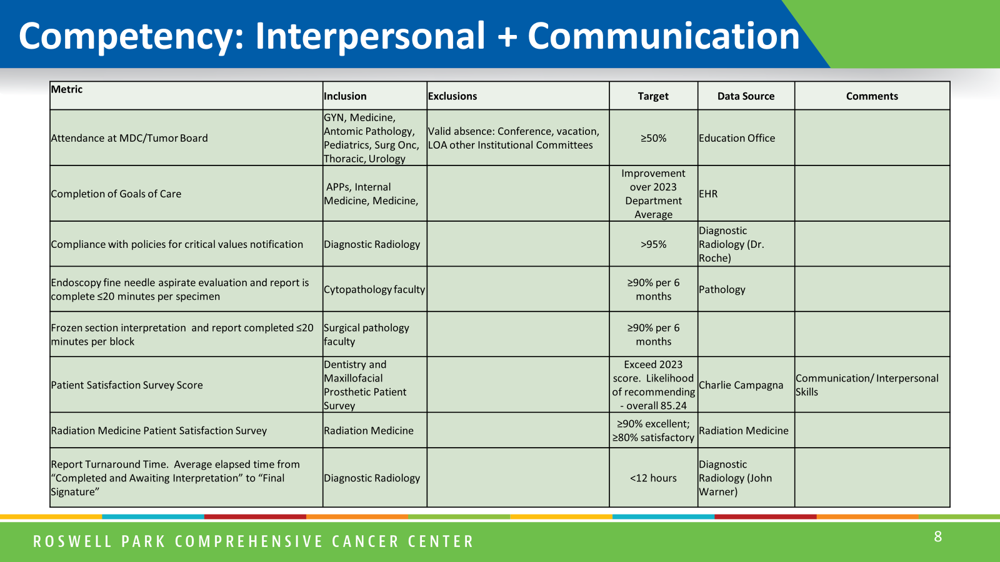 Competency: Interpersonal + Communication
Metric
Inclusion
Exclusions
Target
Data Source
Comments
Attendance at MDC/Tumor Board
GYN, Medicine,
Antomic Pathology,
Pediatrics, Surg Onc,
Thoracic, Urology
Valid absence: Conference, vacation,
LOA other Institutional Committees
≥50%
Education Office
Completion of Goals of Care
APPs, Internal
Medicine, Medicine,
Improvement
over 2023
Department
Average
EHR
Compliance with policies for critical values notification
Diagnostic Radiology
>95%
Diagnostic
Radiology (Dr.
Roche)
Endoscopy fine needle aspirate evaluation and report is
complete ≤20 minutes per specimen
Cytopathology faculty
≥90% per 6
months
Pathology
Frozen section interpretation  and report completed ≤20
minutes per block
Surgical pathology
faculty
≥90% per 6
months
Patient Satisfaction Survey Score
Dentistry and
Maxillofacial
Prosthetic Patient
Survey
Exceed 2023
score.  Likelihood
of recommending
- overall 85.24
Charlie Campagna
Communication/ Interpersonal
Skills
Radiation Medicine Patient Satisfaction Survey
Radiation Medicine
≥90% excellent;
≥80% satisfactory
Radiation Medicine
Report Turnaround Time.  Average elapsed time from
“Completed and Awaiting Interpretation” to “Final
Signature”
Diagnostic Radiology
<12 hours
Diagnostic
Radiology (John
Warner)
ROSWELL PARK COMPREHENSIVE CANCER CENTER
8